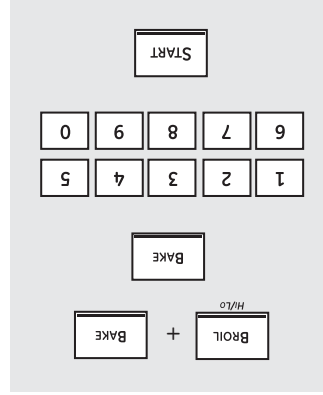 BROIL + BAKE
Hi/Lo
BAKE
1 2 3 4 5
6 7 8 9 0
START